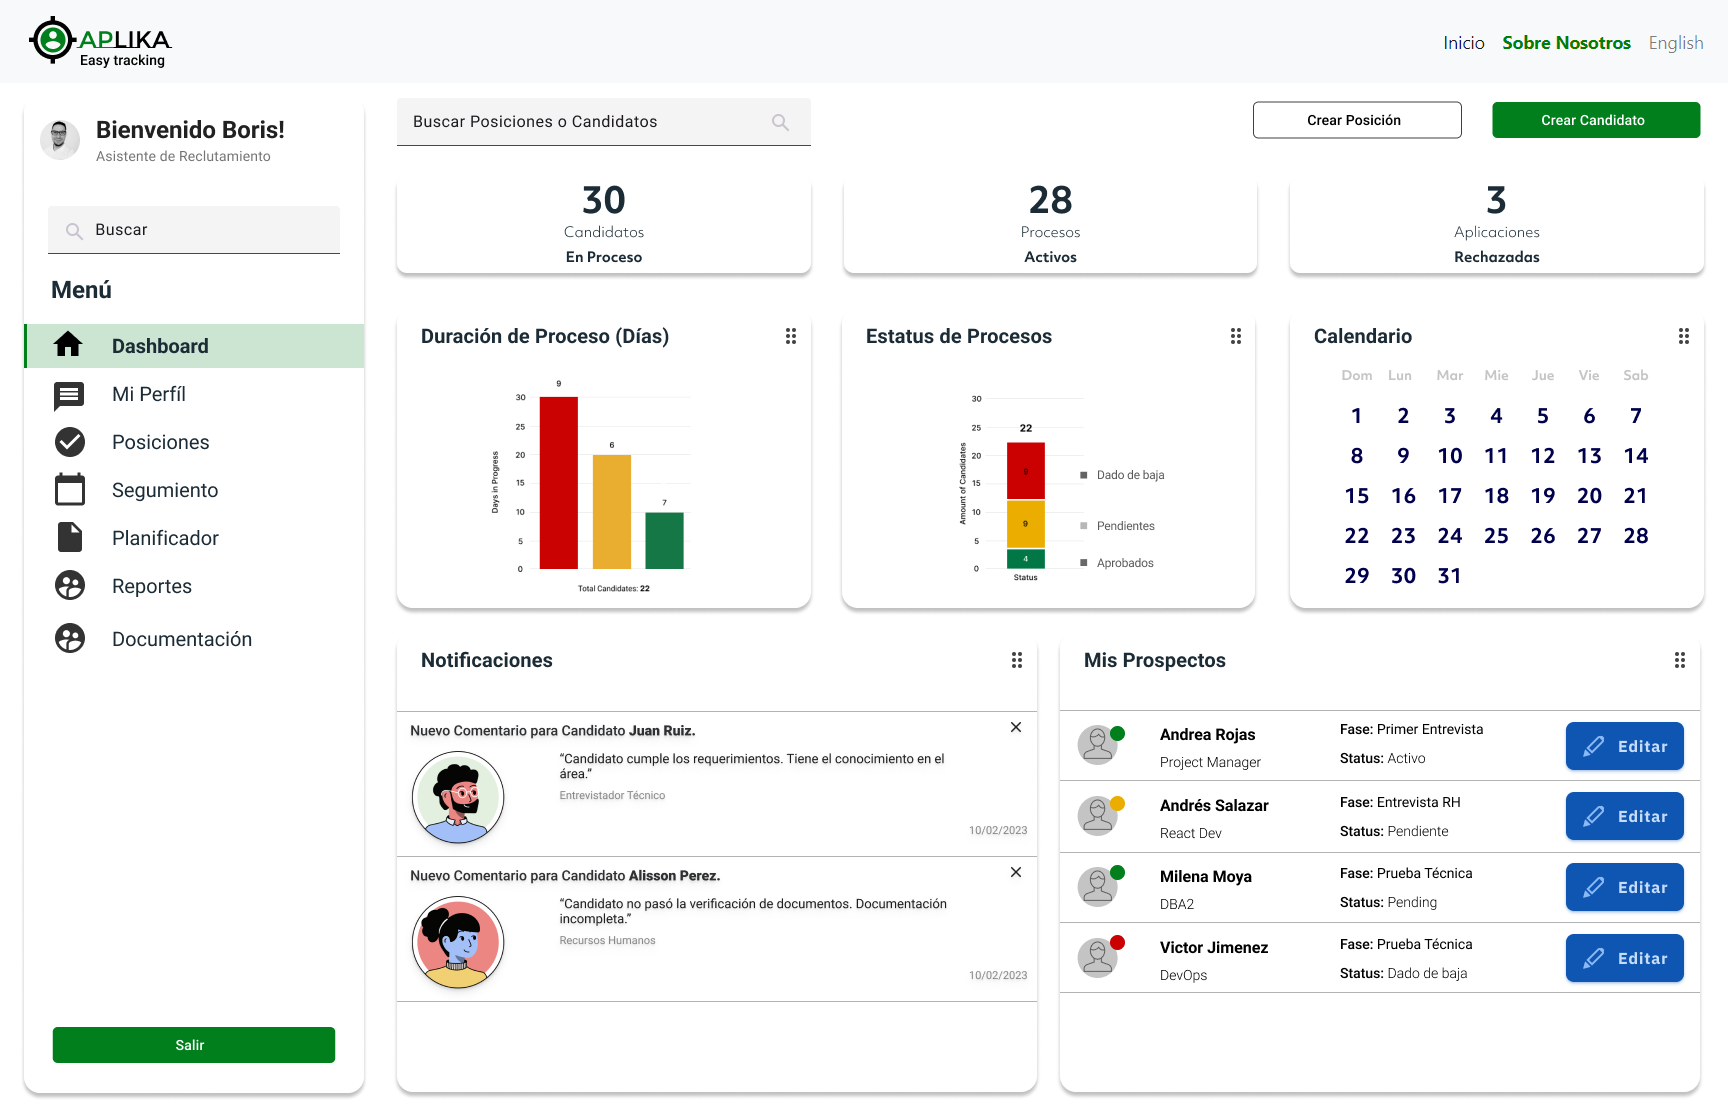 APLIKA
Easy tracking
Inicio
Sobre Nosotros
English
Bienvenido Boris!
Asistente de Reclutamiento
Buscar
Menú
Dashboard
Mi Perfíl
Posiciones
Segumiento
Planificador
Reportes
Documentación
Salir
Buscar Posiciones o Candidatos
Crear Posición
Crear Candidato
30
Candidatos
En Proceso
28
Procesos
Activos
3
Aplicaciones
Rechazadas
Duración de Proceso (Días)
Days in Progress
30
25
20
15
10
5
0
9
6
7
Total Candidates: 22
Estatus de Procesos
Amount of Candidates
30
25
20
15
10
5
0
22
9
9
4
Status
Dado de baja
Pendientes
Aprobados
Calendario
Dom Lun Mar Mie Jue Vie Sab
1 2 3 4 5 6 7
8 9 10 11 12 13 14
15 16 17 18 19 20 21
22 23 24 25 26 27 28
29 30 31
Notificaciones
Nuevo Comentario para Candidato Juan Ruiz.
“Candidato cumple los requerimientos. Tiene el conocimiento en el
área.”
Entrevistador Técnico
10/02/2023
Nuevo Comentario para Candidato Alisson Perez.
“Candidato no pasó la verificación de documentos. Documentación
incompleta.”
Recursos Humanos
10/02/2023
Mis Prospectos
Andrea Rojas
Project Manager
Fase: Primer Entrevista
Status: Activo
Editar
Andrés Salazar
React Dev
Fase: Entrevista RH
Status: Pendiente
Editar
Milena Moya
DBA2
Fase: Prueba Técnica
Status: Pending
Editar
Victor Jimenez
DevOps
Fase: Prueba Técnica
Status: Dado de baja
Editar